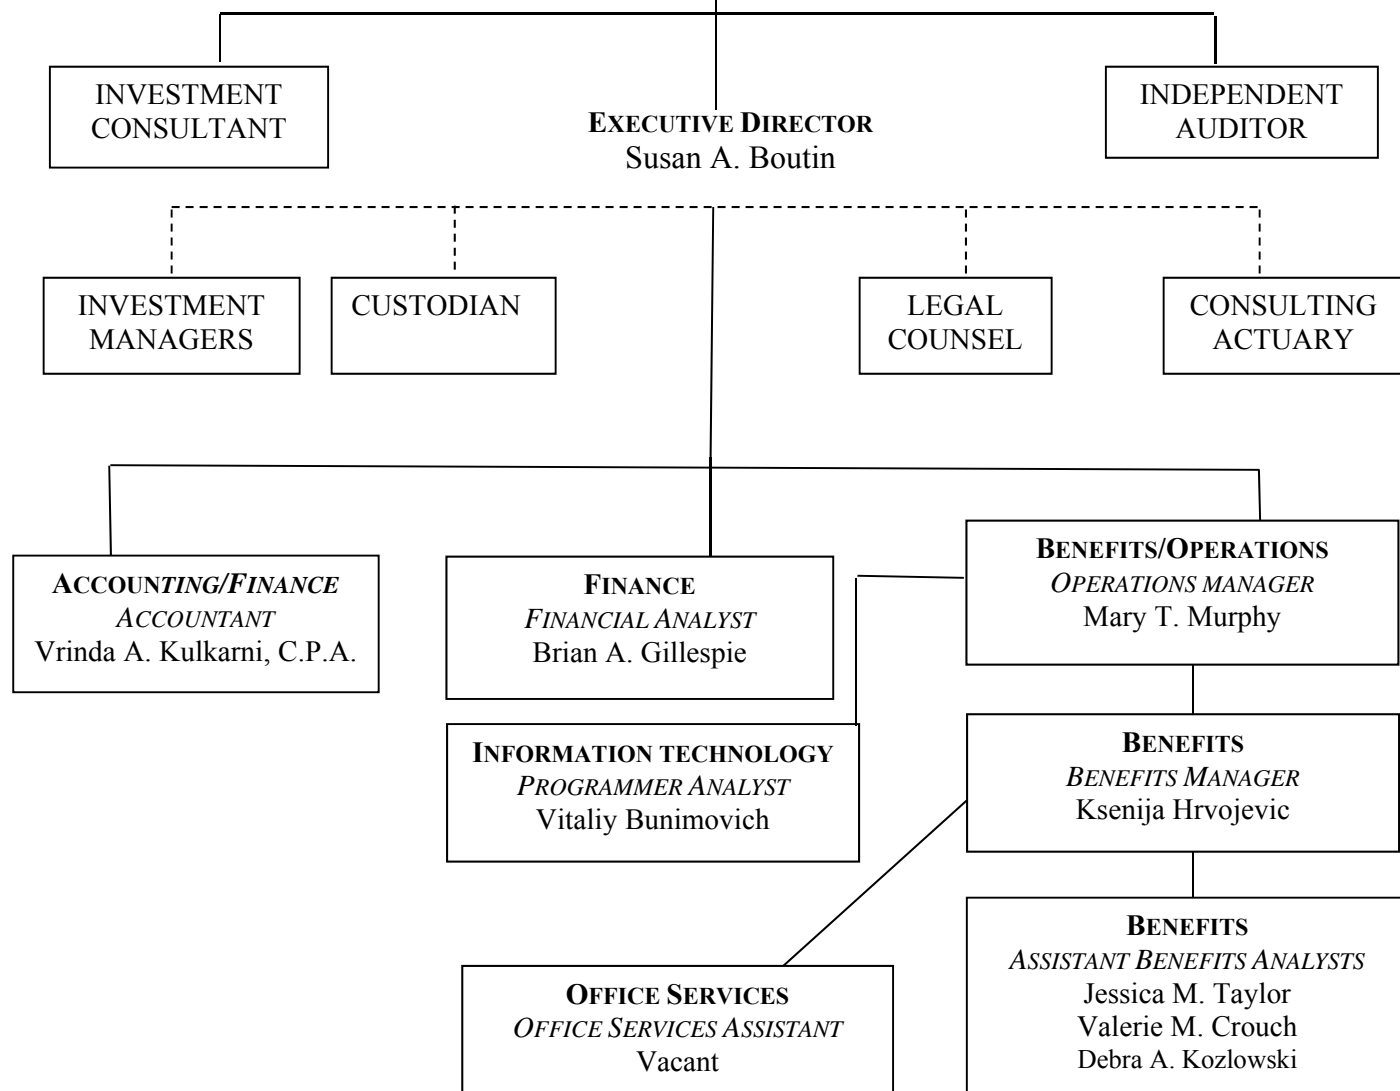 INVESTMENT
CONSULTANT
EXECUTIVE DIRECTOR
Susan A. Boutin
INDEPENDENT
AUDITOR
INVESTMENT
MANAGERS
CUSTODIAN
LEGAL
COUNSEL
CONSULTING
ACTUARY
ACCOUNTING/FINANCE
ACCOUNTANT
Vrinda A. Kulkarni, C.P.A.
FINANCE
FINANCIAL ANALYST
Brian A. Gillespie
BENEFITS/OPERATIONS
OPERATIONS MANAGER
Mary T. Murphy
INFORMATION TECHNOLOGY
PROGRAMMER ANALYST
Vitaliy Bunimovich
BENEFITS
BENEFITS MANAGER
Ksenija Hrvojevic
OFFICE SERVICES
OFFICE SERVICES ASSISTANT
Vacant
BENEFITS
ASSISTANT BENEFITS ANALYSTS
Jessica M. Taylor
Valerie M. Crouch
Debra A. Kozlowski